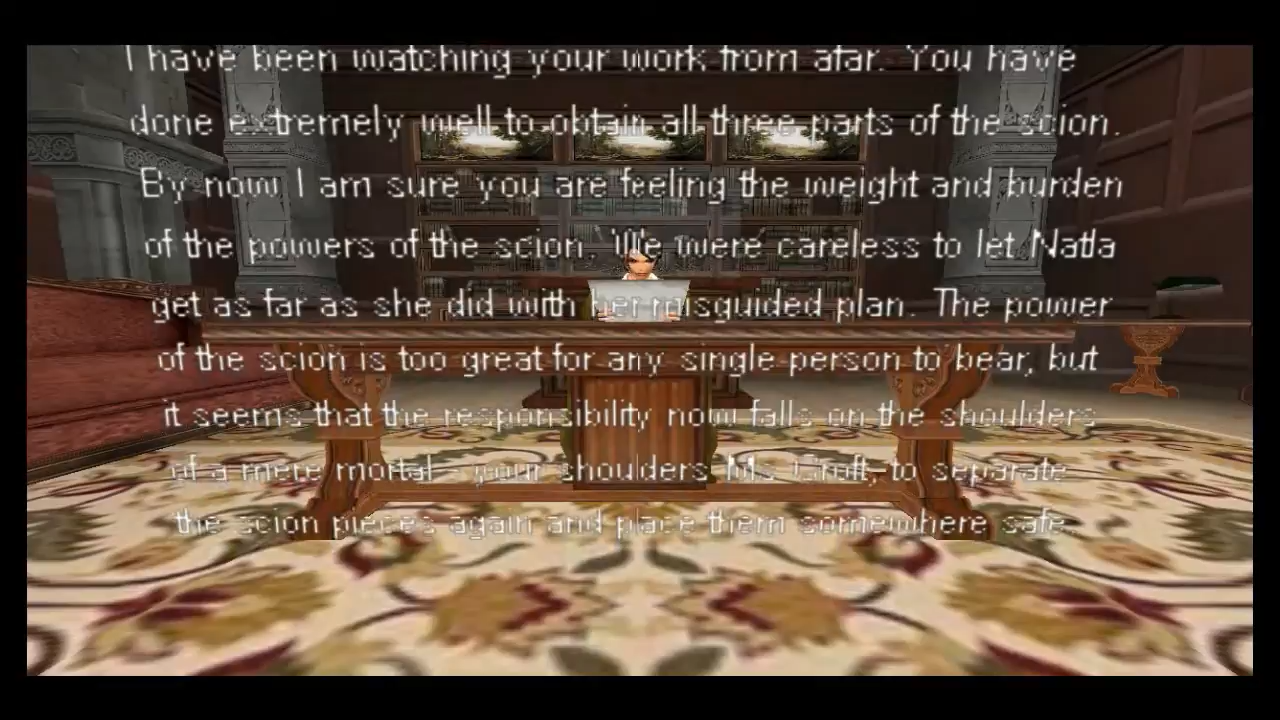 I have been watching your work from afar. You have
done extremely well to obtain all three parts of the scion.
By now I am sure you are feeling the weight and burden
of the powers of the scion. We were careless to let Natla
get as far as she did with her misguided plan. The power
of the scion is too great for any single person to bear, but
it seems that the responsibility now falls on the shoulders
of a mere mortal - your shoulders Ms Croft, to separate
the scion pieces again and place them somewhere safe.